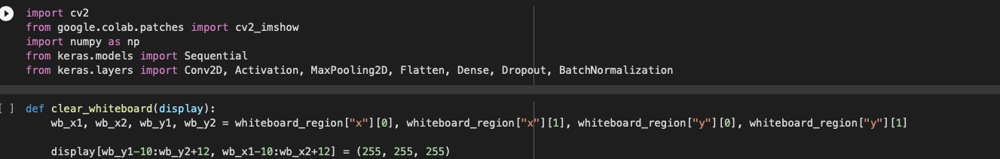 import cv2
from google.colab.patches import cv2_imshow
import numpy as np
from keras.models import Sequential
from keras.layers import Conv2D, Activation, MaxPooling2D, Flatten, Dense, Dropout, BatchNormalization
[ ] def clear_whiteboard(display):
    wb_x1, wb_x2, wb_y1, wb_y2 = whiteboard_region["x"][0], whiteboard_region["x"][1], whiteboard_region["y"][0], whiteboard_region["y"][1]
    display[wb_y1-10:wb_y2+12, wb_x1-10:wb_x2+12] = (255, 255, 255)